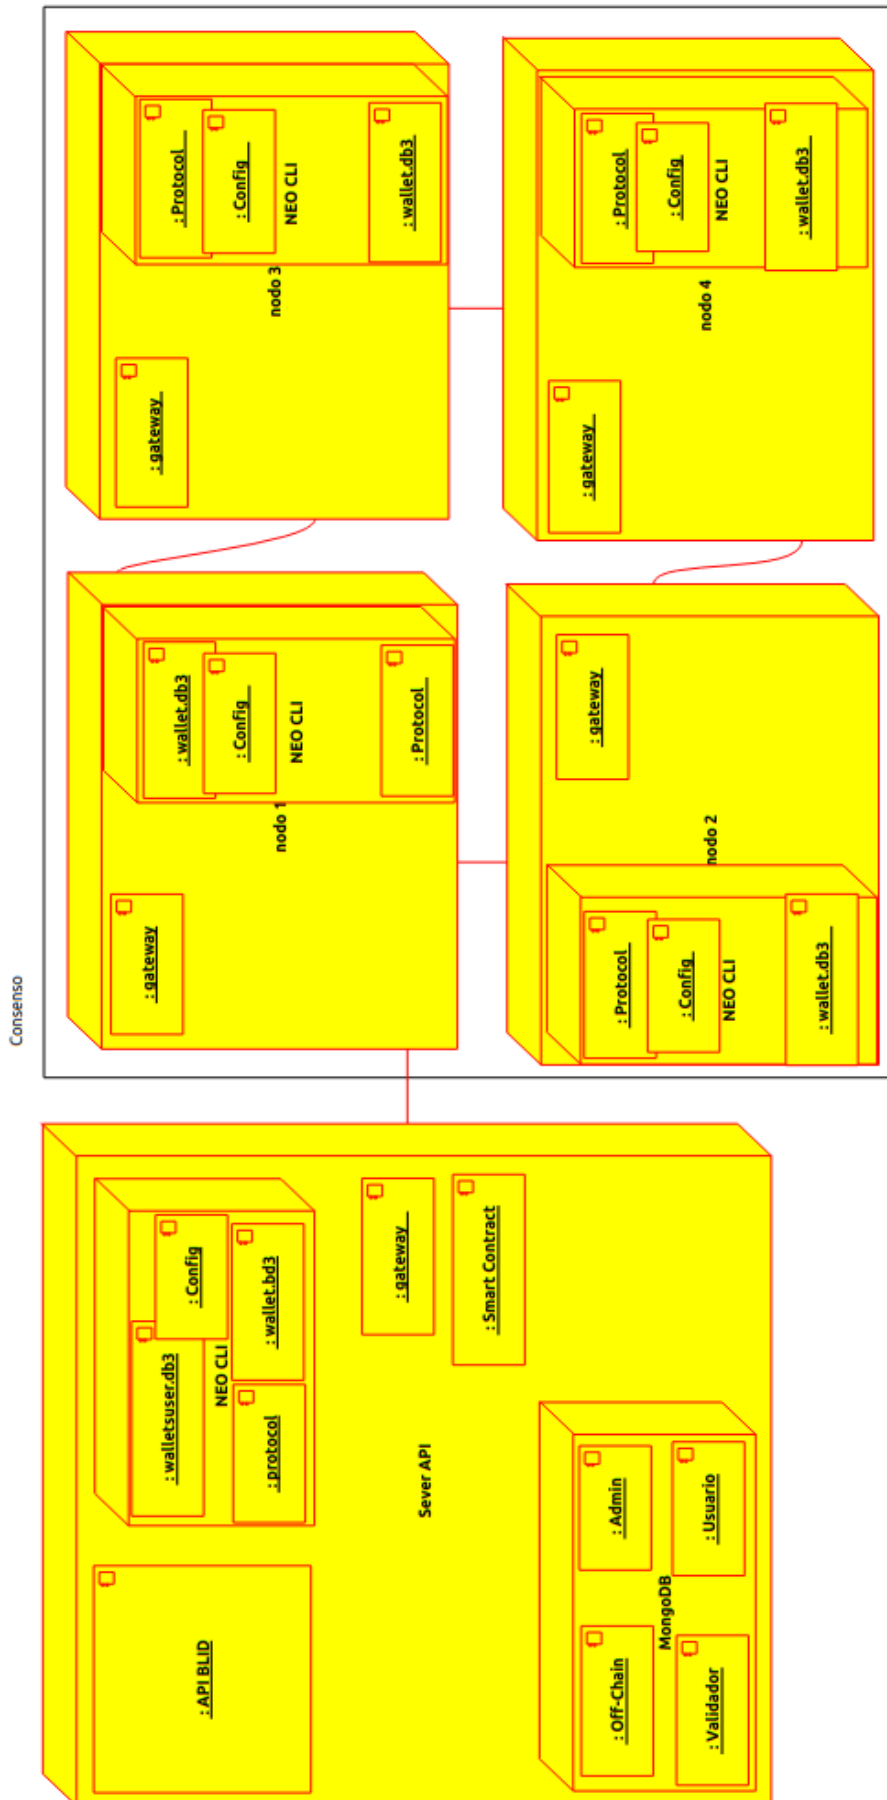 Consenso
: Protocol
: Config
NEO CLI
: wallet.db3
nodo 3
: gateway
: Protocol
: Config
NEO CLI
: wallet.db3
nodo 4
: gateway
: wallet.db3
: Config
NEO CLI
: Protocol
nodo 1
: gateway
: gateway
nodo 2
: Protocol
: Config
NEO CLI
: wallet.db3
: Config
: walletsuser.db3
NEO CLI
: wallet.bd3
: protocol
: gateway
: Smart Contract
Sever API
: API BLID
: Admin
: Usuario
MongoDB
: Off-Chain
: Validador